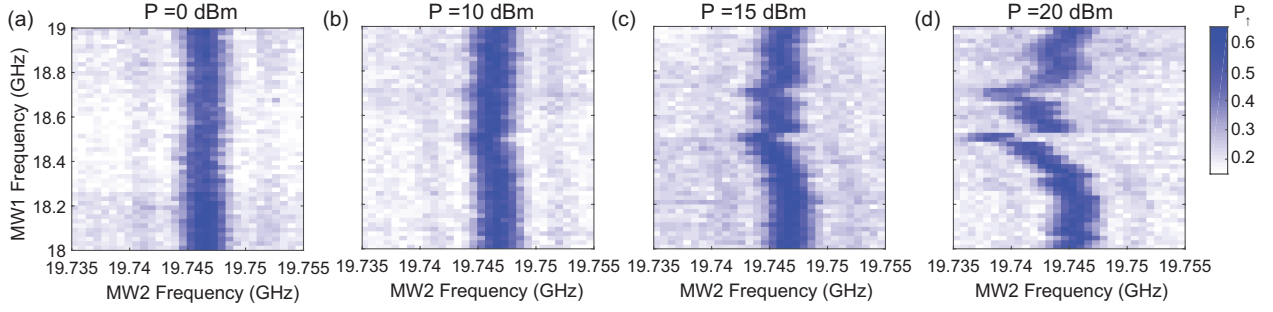 (a) P =0 dBm (b) P =10 dBm (c) P =15 dBm (d) P =20 dBm P↑
19
18.8
18.6
18.4
18.2
18
MW1 Frequency (GHz)
0.6
0.5
0.4
0.3
0.2
19.735 19.74 19.745 19.75 19.755 19.735 19.74 19.745 19.75 19.755 19.735 19.74 19.745 19.75 19.755 19.735 19.74 19.745 19.75 19.755
MW2 Frequency (GHz) MW2 Frequency (GHz) MW2 Frequency (GHz) MW2 Frequency (GHz)